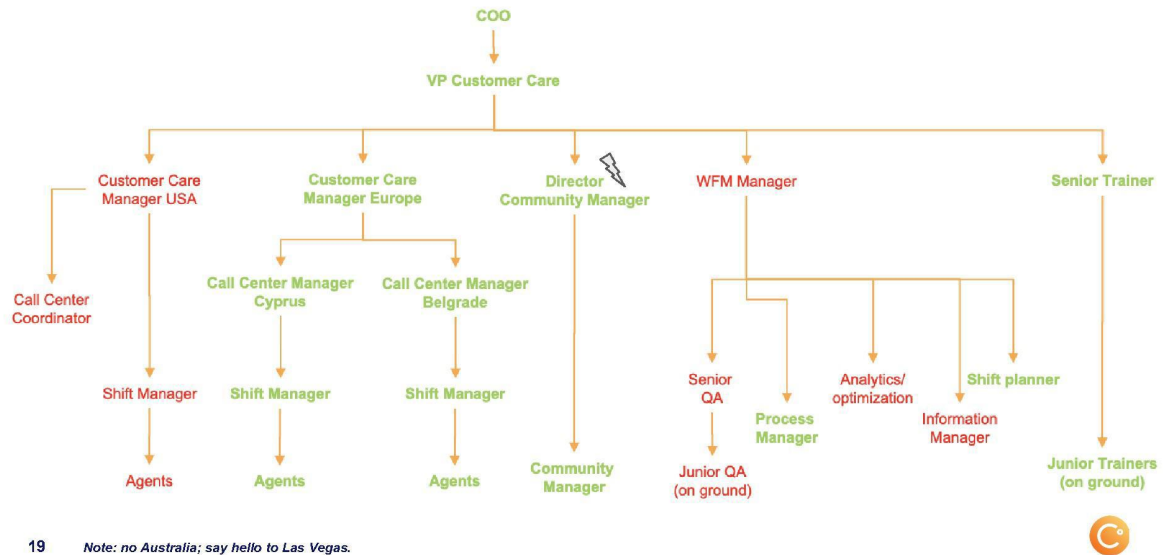 COO
VP Customer Care
Customer Care
Manager USA
Customer Care
Manager Europe
Director
Community Manager
WFM Manager
Senior Trainer
Call Center
Coordinator
Call Center Manager
Cyprus
Call Center Manager
Belgrade
Shift Manager
Shift Manager
Shift Manager
Senior
QA
Process
Manager
Analytics/
optimization
Information
Manager
Shift planner
Agents
Agents
Agents
Community
Manager
Junior QA
(on ground)
Junior Trainers
(on ground)
19
Note: no Australia; say hello to Las Vegas.